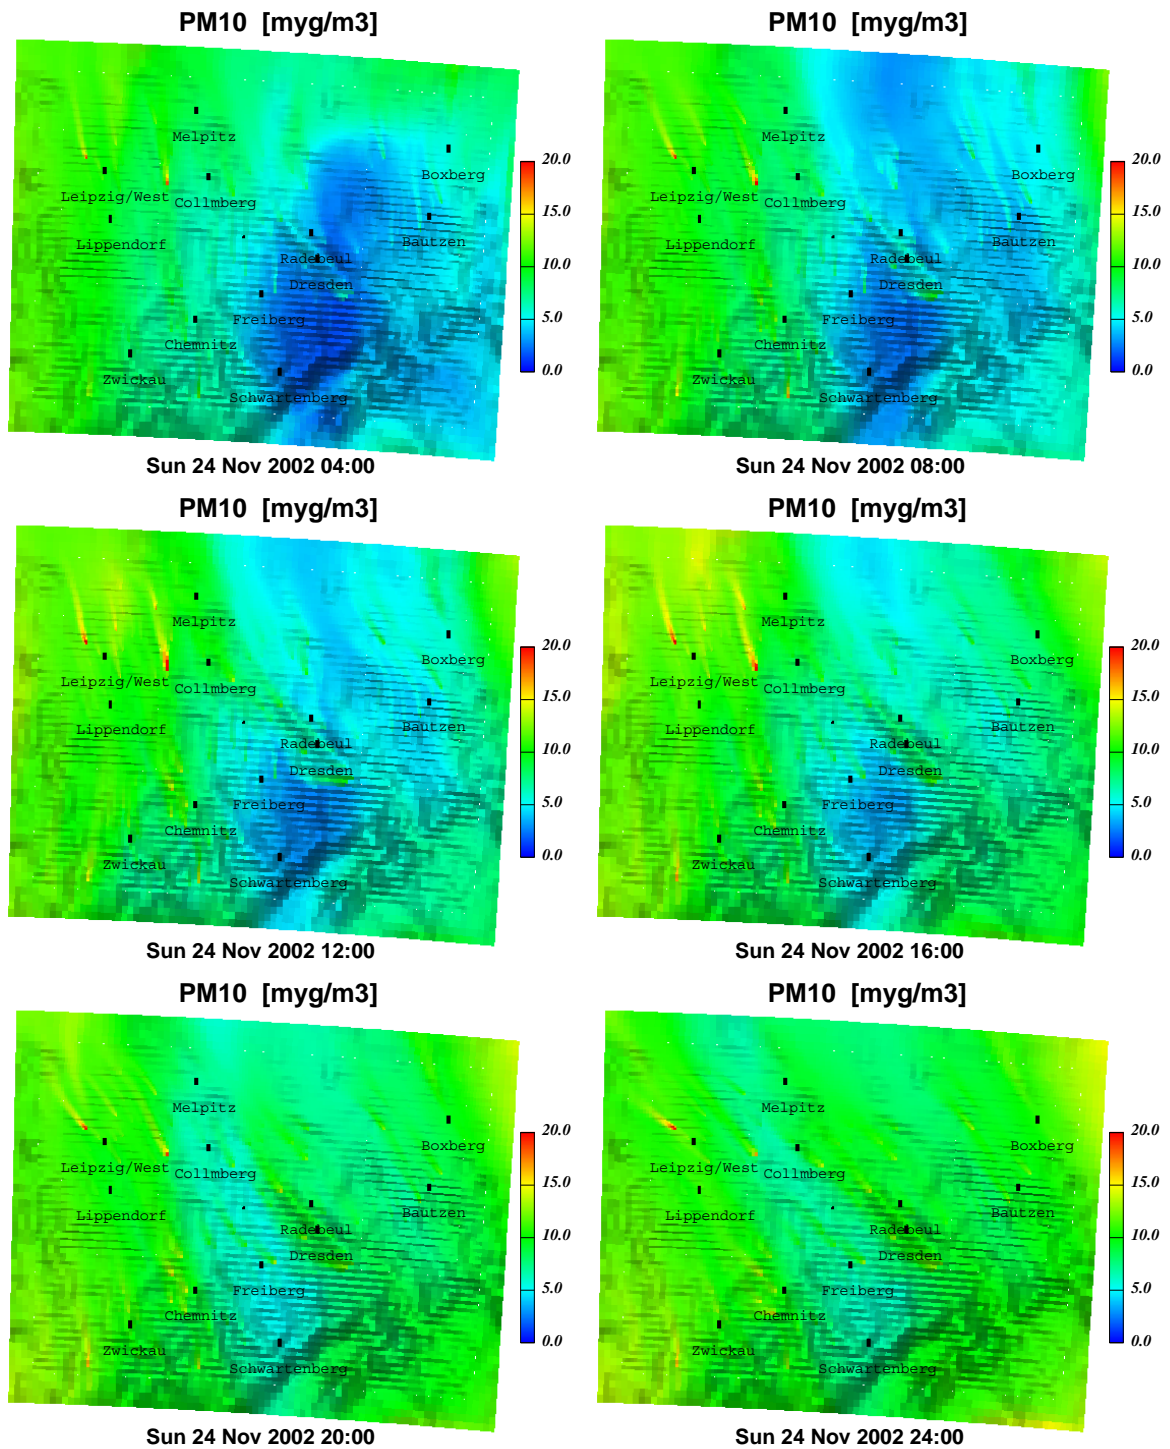 PM10 [myg/m3]
Melpitz
Boxberg
Leipzig/West
Collmberg
Lippendorf
Bautzen
Radebeul
Dresden
Freiberg
Chemnitz
Zwickau
Schwartenberg
20.0
15.0
10.0
5.0
0.0
Sun 24 Nov 2002 04:00
PM10 [myg/m3]
Melpitz
Boxberg
Leipzig/West
Collmberg
Lippendorf
Bautzen
Radebeul
Dresden
Freiberg
Chemnitz
Zwickau
Schwartenberg
20.0
15.0
10.0
5.0
0.0
Sun 24 Nov 2002 08:00
PM10 [myg/m3]
Melpitz
Boxberg
Leipzig/West
Collmberg
Lippendorf
Bautzen
Radebeul
Dresden
Freiberg
Chemnitz
Zwickau
Schwartenberg
20.0
15.0
10.0
5.0
0.0
Sun 24 Nov 2002 12:00
PM10 [myg/m3]
Melpitz
Boxberg
Leipzig/West
Collmberg
Lippendorf
Bautzen
Radebeul
Dresden
Freiberg
Chemnitz
Zwickau
Schwartenberg
20.0
15.0
10.0
5.0
0.0
Sun 24 Nov 2002 16:00
PM10 [myg/m3]
Melpitz
Boxberg
Leipzig/West
Collmberg
Lippendorf
Bautzen
Radebeul
Dresden
Freiberg
Chemnitz
Zwickau
Schwartenberg
20.0
15.0
10.0
5.0
0.0
Sun 24 Nov 2002 20:00
PM10 [myg/m3]
Melpitz
Boxberg
Leipzig/West
Collmberg
Lippendorf
Bautzen
Radebeul
Dresden
Freiberg
Chemnitz
Zwickau
Schwartenberg
20.0
15.0
10.0
5.0
0.0
Sun 24 Nov 2002 24:00